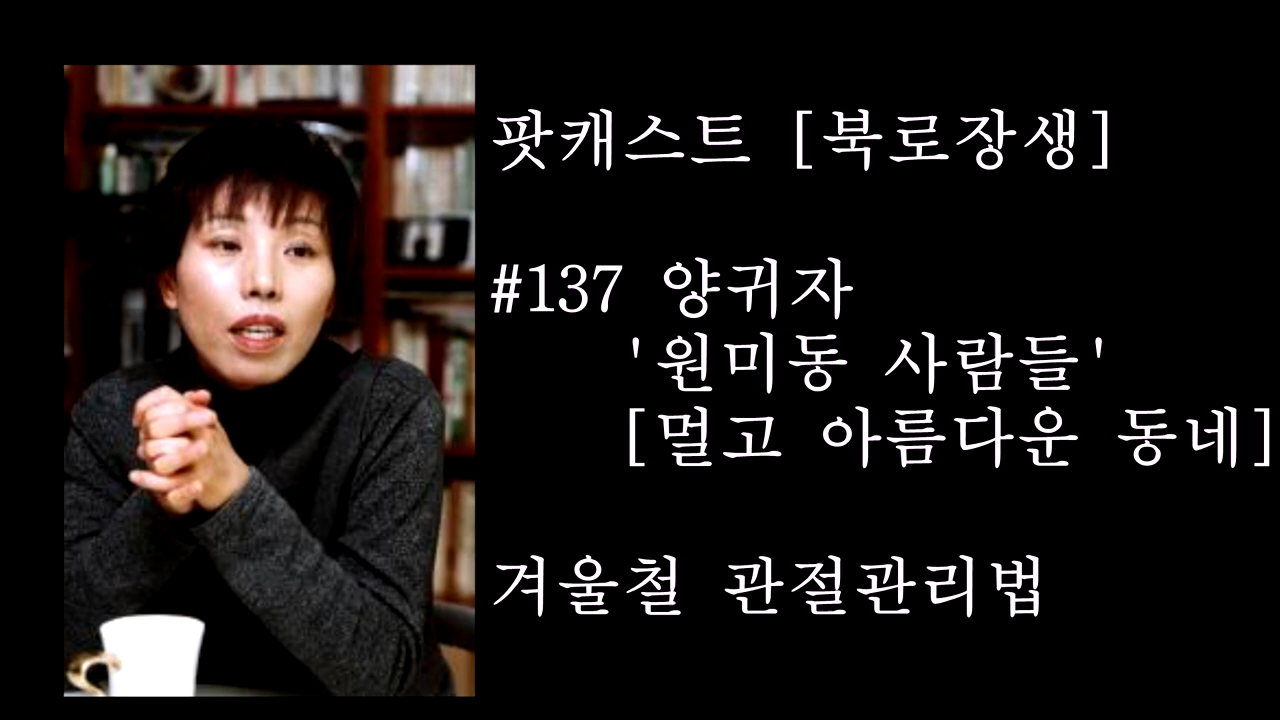 팟캐스트 [북로장생]
#137 양귀자
'원미동 사람들'
[멀고 아름다운 동네]
겨울철 관절관리법